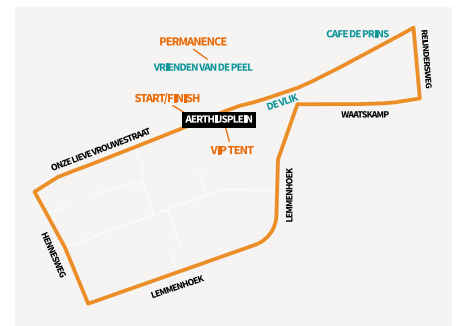 CAFE DE PRINS
REIJNDERSWEG
PERMANENCE
VRIENDEN VAN DE PEEL
START/FINISH
DE VLIK
AERTHIJSPLEIN
WAATSKAMP
ONZE LIEVE VROUWESTRAAT
VIP TENT
LEMMENHOEK
HENNESWEG
LEMMENHOEK